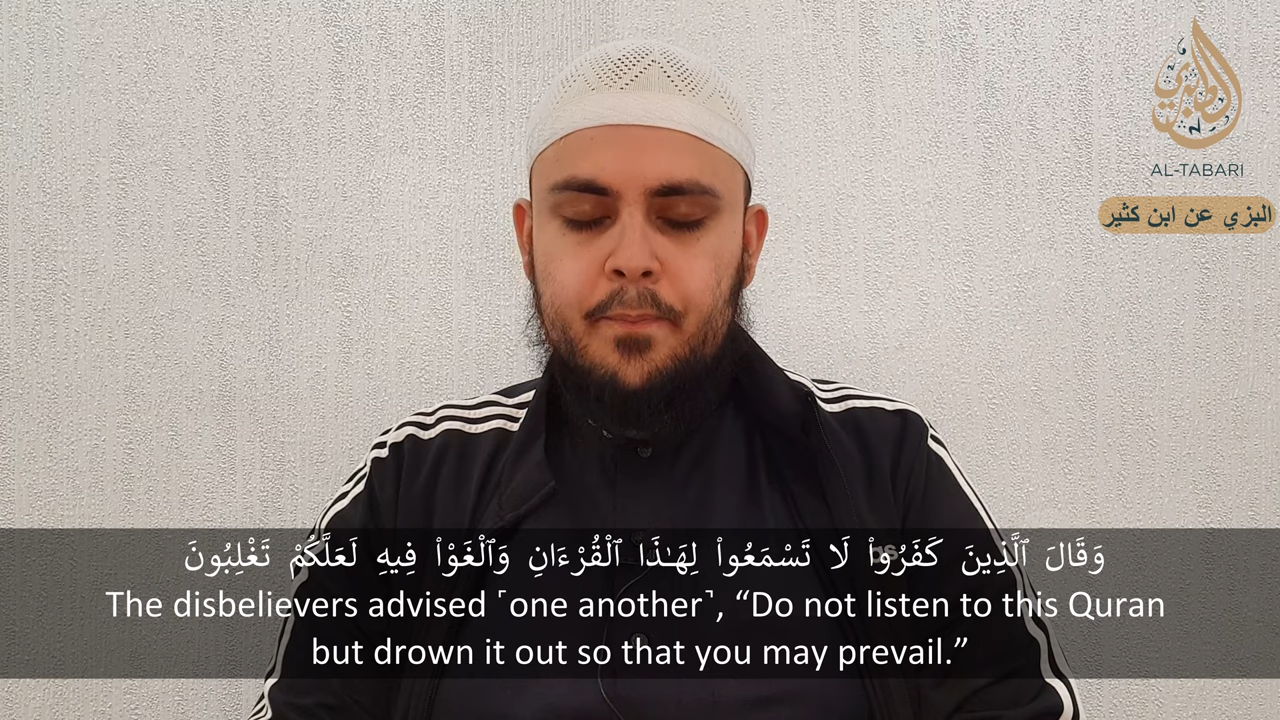 AL-TABARI
البزي عن ابن كثير
وَقَالَ ٱلَّذِينَ كَفَرُوا۟ لَا تَسْمَعُوا۟ لِهَـٰذَا ٱلْقُرْءَانِ وَٱلْغَوْا۟ فِيهِ لَعَلَّكُمْ تَغْلِبُونَ
The disbelievers advised ˹one another˺, “Do not listen to this Quran
but drown it out so that you may prevail.”